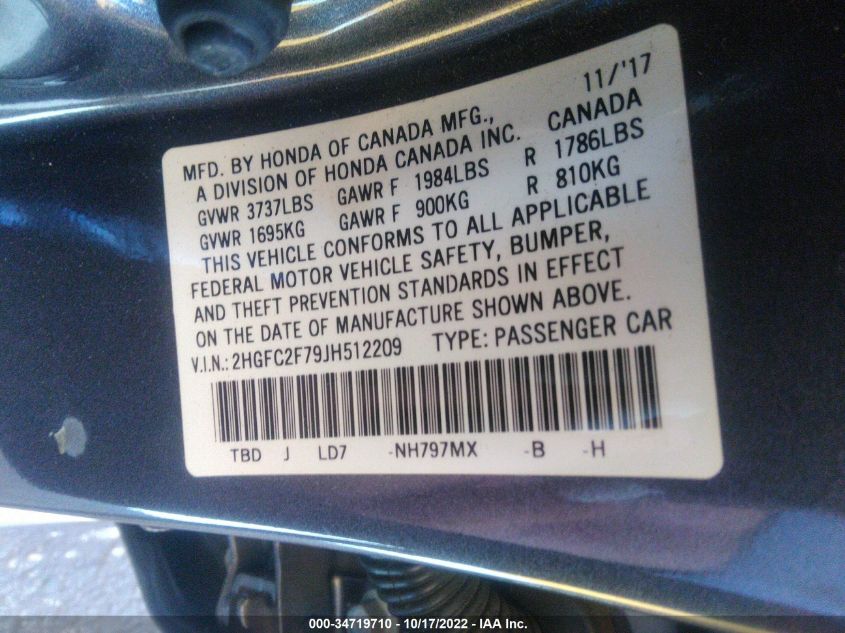 11/'17
MFD. BY HONDA OF CANADA MFG.,
A DIVISION OF HONDA CANADA INC. CANADA
GVWR 3737LBS GAWR F 1984LBS R 1786LBS
GVWR 1695KG GAWR F 900KG R 810KG
THIS VEHICLE CONFORMS TO ALL APPLICABLE
FEDERAL MOTOR VEHICLE SAFETY, BUMPER,
AND THEFT PREVENTION STANDARDS IN EFFECT
ON THE DATE OF MANUFACTURE SHOWN ABOVE.
V.I.N.: 2HGFC2F79JH512209 TYPE: PASSENGER CAR
TBD J LD7 -NH797MX -B -H
000-34719710 - 10/17/2022 - IAA Inc.